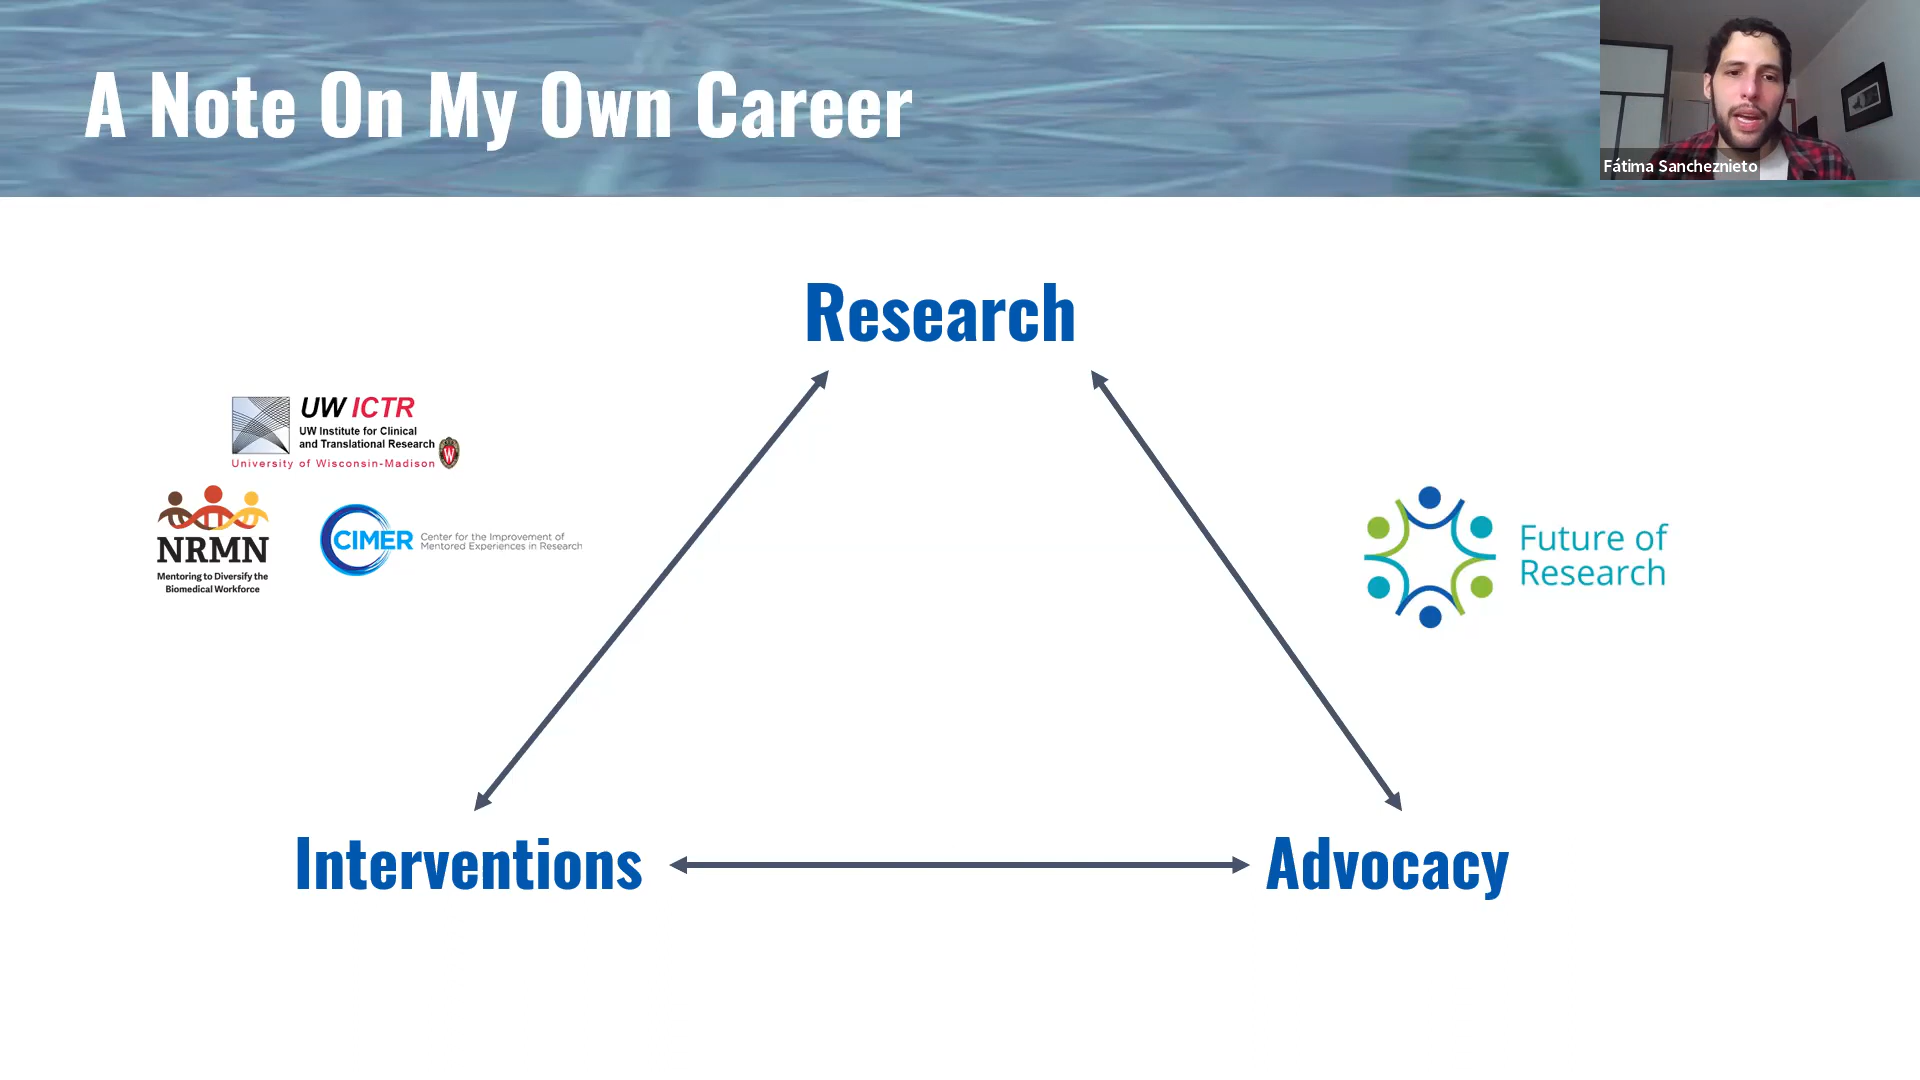 A Note On My Own Career
Fátima Sancheznieto
Research
UW ICTR
UW Institute for Clinical
and Translational Research
W
University of Wisconsin-Madison
NRMN
Mentoring to Diversify the
Biomedical Workforce
CIMER
Center for the Improvement of
Mentored Experiences in Research
Future of
Research
Interventions
Advocacy